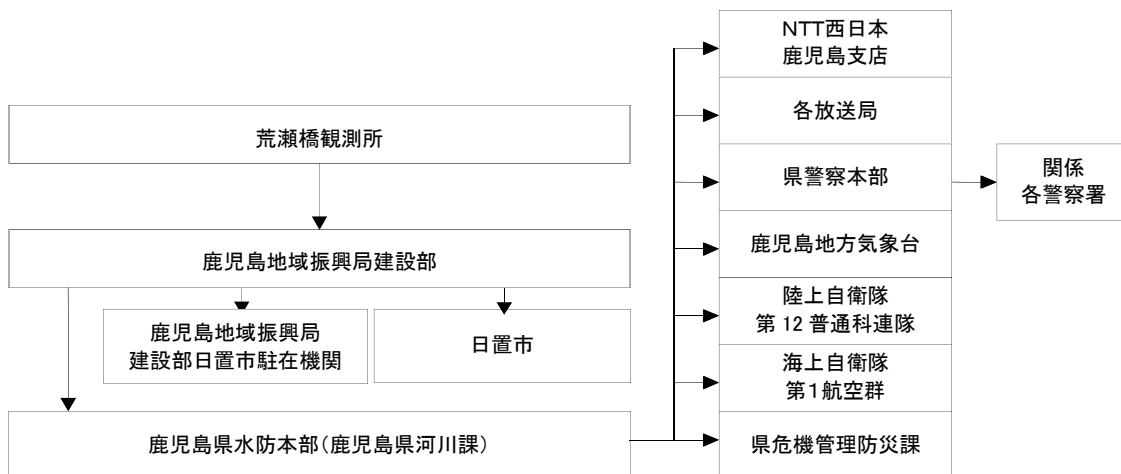 荒瀬橋観測所
鹿児島地域振興局建設部
鹿児島地域振興局
建設部日置市駐在機関
日置市
鹿児島県水防本部(鹿児島県河川課)
NTT西日本
鹿児島支店
各放送局
県警察本部
鹿児島地方気象台
陸上自衛隊
第12普通科連隊
海上自衛隊
第1航空群
県危機管理防災課
関係
各警察署